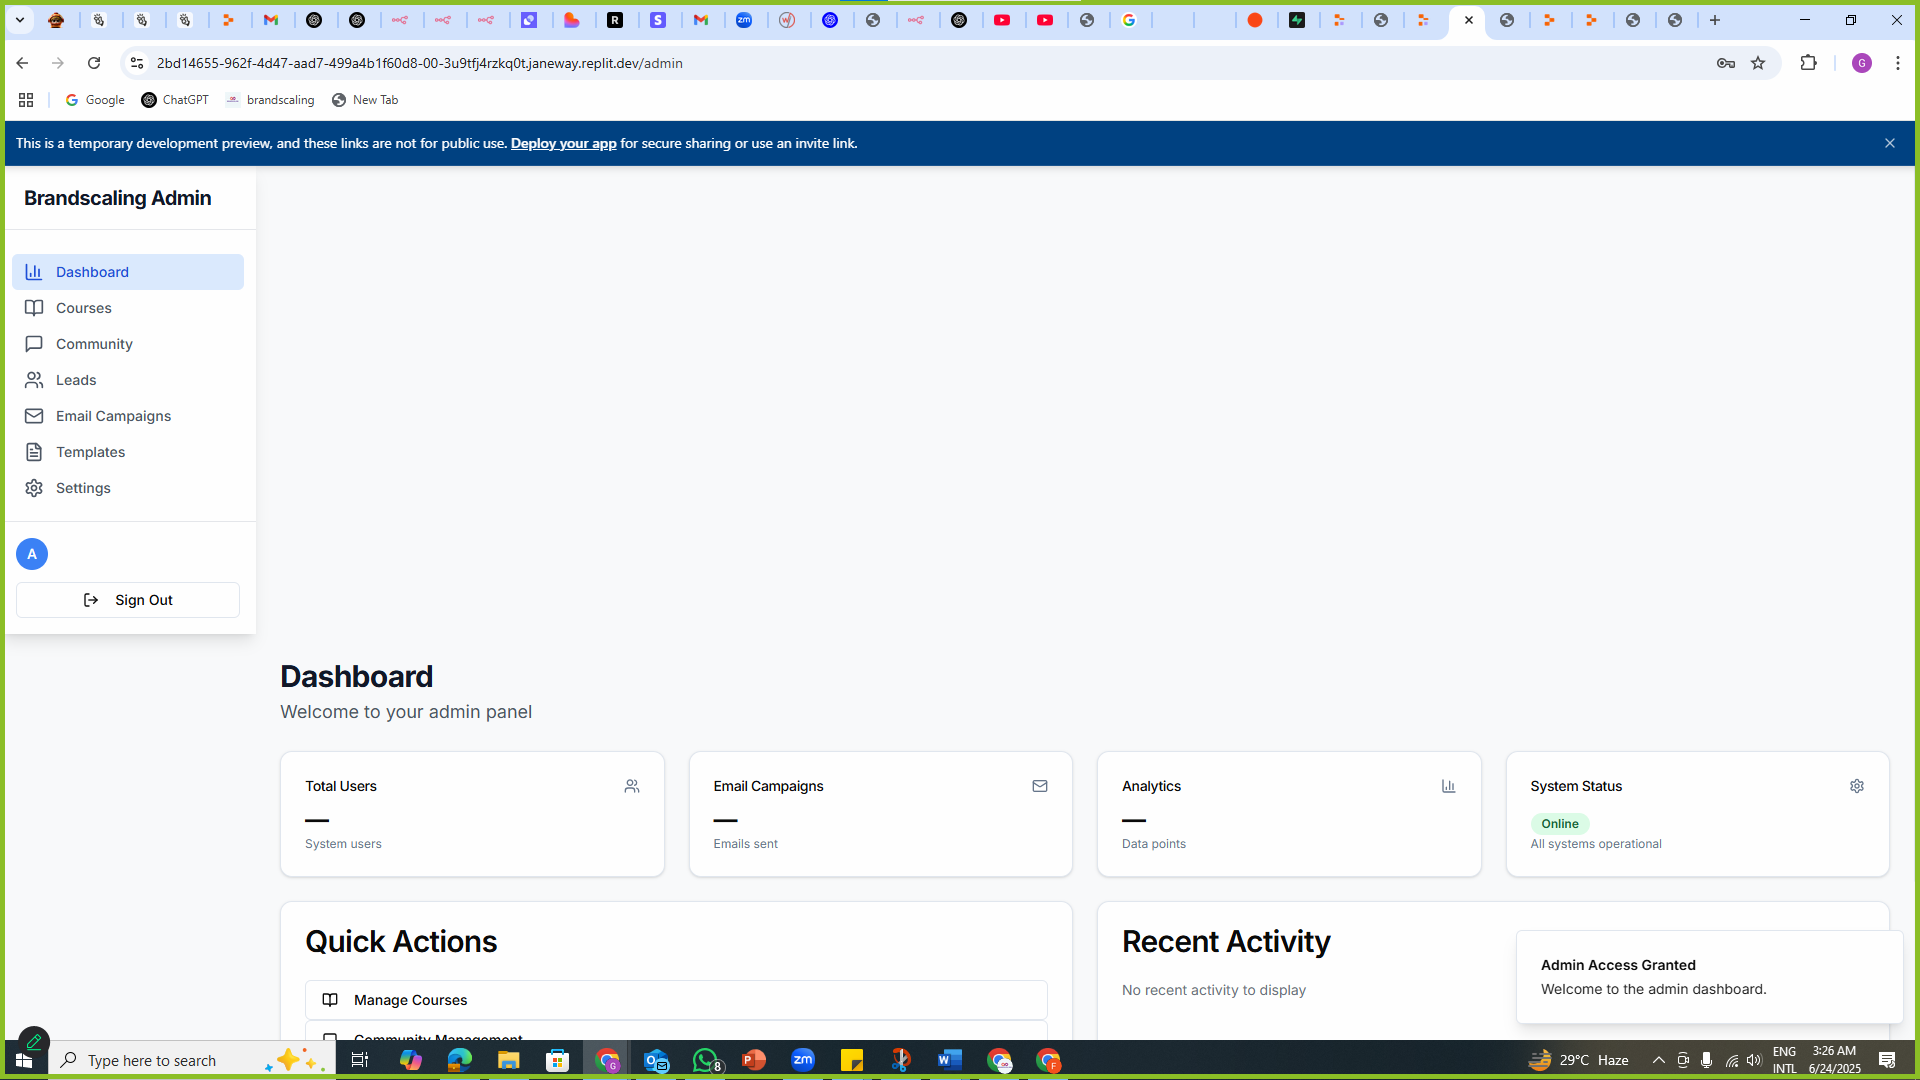 2bd14655-962f-4d47-aad7-499a4b1f60d8-00-3u9tfj4rzkq0t.janeway.replit.dev/admin
G
Google
ChatGPT
brandscaling
New Tab
This is a temporary development preview, and these links are not for public use. Deploy your app for secure sharing or use an invite link.
Brandscaling Admin
Dashboard
Courses
Community
Leads
Email Campaigns
Templates
Settings
A
Sign Out
Dashboard
Welcome to your admin panel
Total Users
—
System users
Email Campaigns
—
Emails sent
Analytics
—
Data points
System Status
Online
All systems operational
Quick Actions
Manage Courses
Community Management
Recent Activity
No recent activity to display
Admin Access Granted
Welcome to the admin dashboard.
Type here to search
29°C Haze
ENG
INTL
3:26 AM
6/24/2025